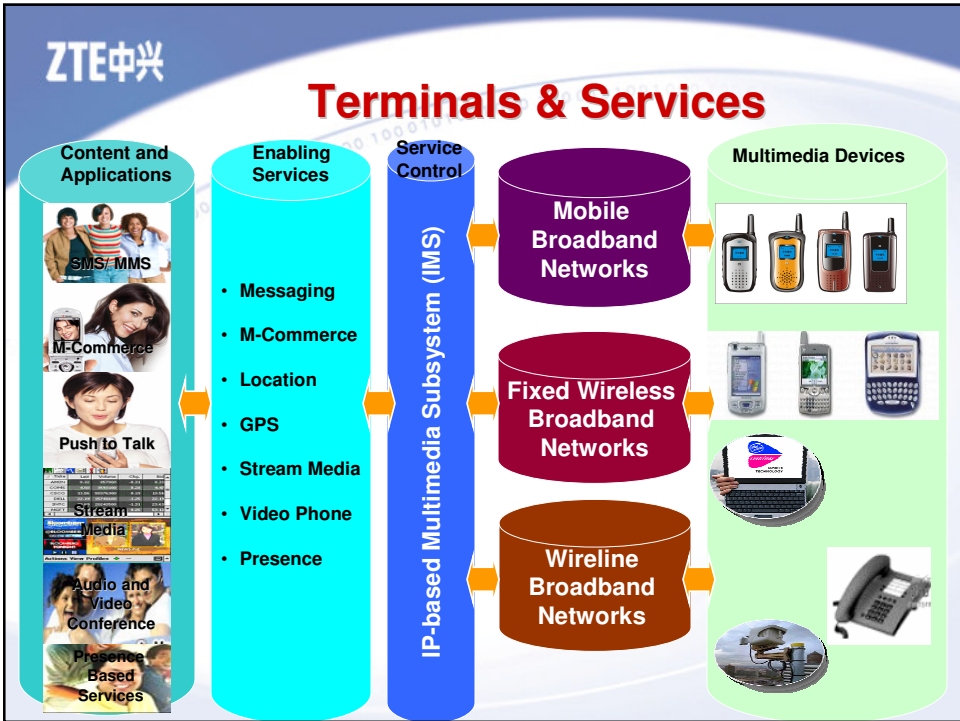 ZTE中兴
Terminals & Services
Content and
Applications
SMS/ MMS
M-Commerce
Push to Talk
Stream
Media
Audio and
Video
Conference
Presence
Based
Services
Enabling
Services
• Messaging
• M-Commerce
• Location
• GPS
• Stream Media
• Video Phone
• Presence
Service
Control
IP-based Multimedia Subsystem (IMS)
Mobile
Broadband
Networks
Fixed Wireless
Broadband
Networks
Wireline
Broadband
Networks
Multimedia Devices